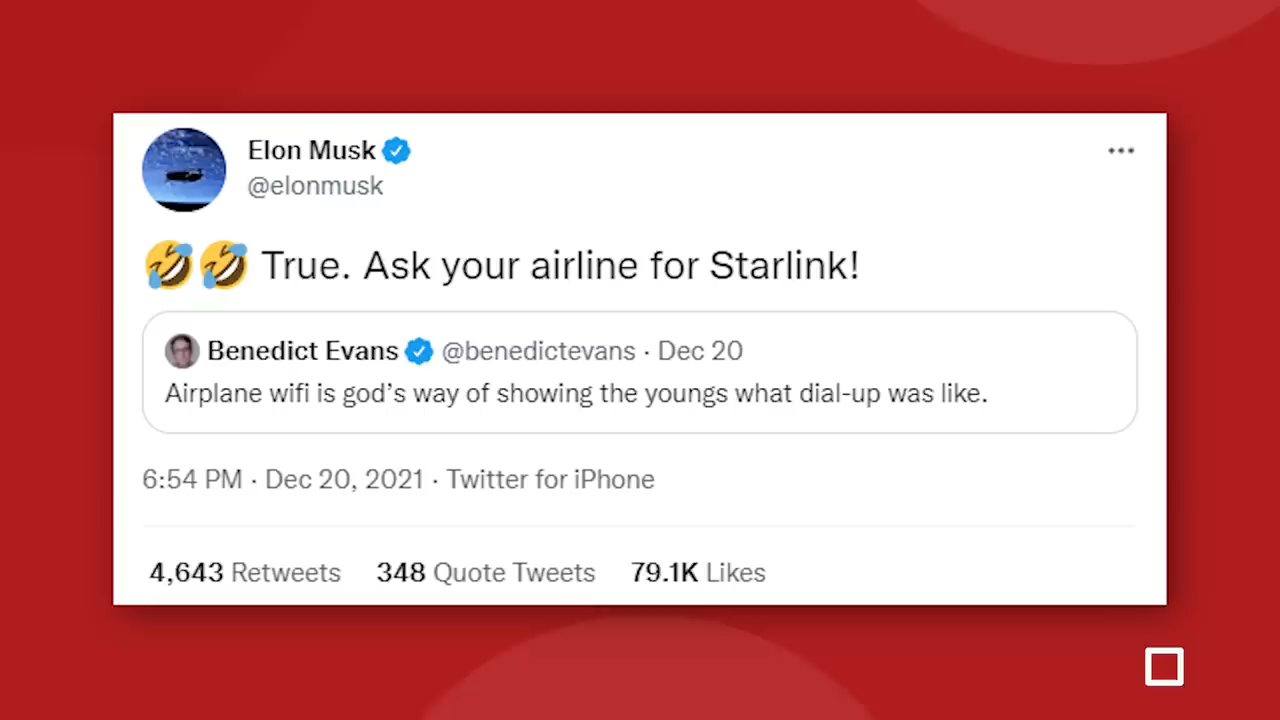 Elon Musk
@elonmusk
🤣🤣 True. Ask your airline for Starlink!
Benedict Evans @benedictevans · Dec 20
Airplane wifi is god’s way of showing the youngs what dial-up was like.
6:54 PM · Dec 20, 2021 · Twitter for iPhone
4,643 Retweets 348 Quote Tweets 79.1K Likes